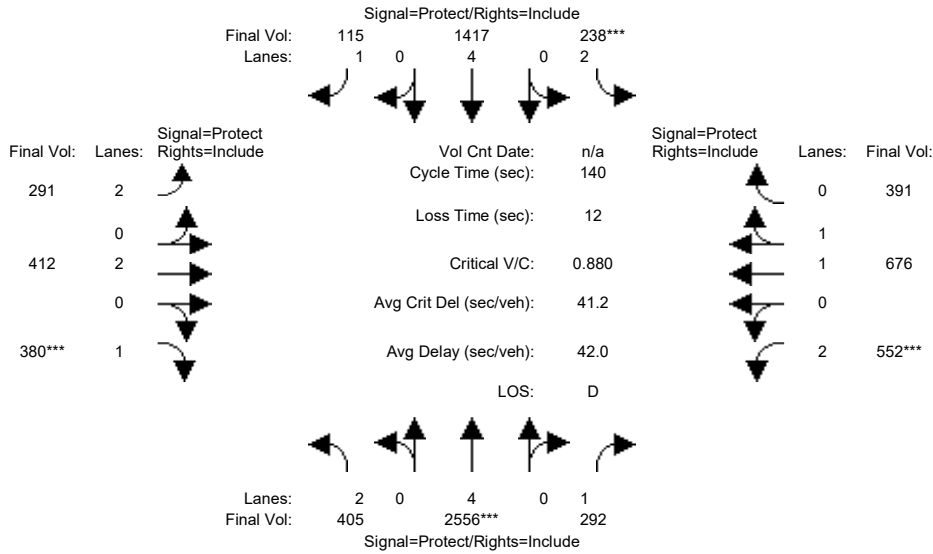 Signal=Protect/Rights=Include
Final Vol: 115 1417 238***
Lanes: 1 0 4 0 2
Signal=Protect Signal=Protect
Final Vol: Lanes: Rights=Include Vol Cnt Date: n/a Rights=Include Lanes: Final Vol:
Cycle Time (sec): 140
291 2 0 391
Loss Time (sec): 12
0 1
412 2 Critical V/C: 0.880 1 676
0 Avg Crit Del (sec/veh): 41.2 0
380*** 1 Avg Delay (sec/veh): 42.0 2 552***
LOS: D
Lanes: 2 0 4 0 1
Final Vol: 405 2556*** 292
Signal=Protect/Rights=Include